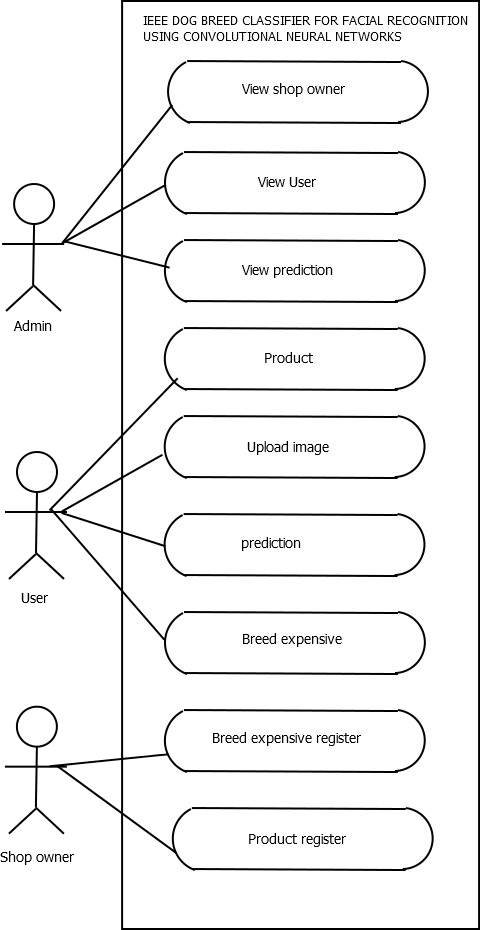 IEEE DOG BREED CLASSIFIER FOR FACIAL RECOGNITION
USING CONVOLUTIONAL NEURAL NETWORKS
View shop owner
View User
View prediction
Admin
Product
Upload image
prediction
User
Breed expensive
Breed expensive register
Product register
Shop owner